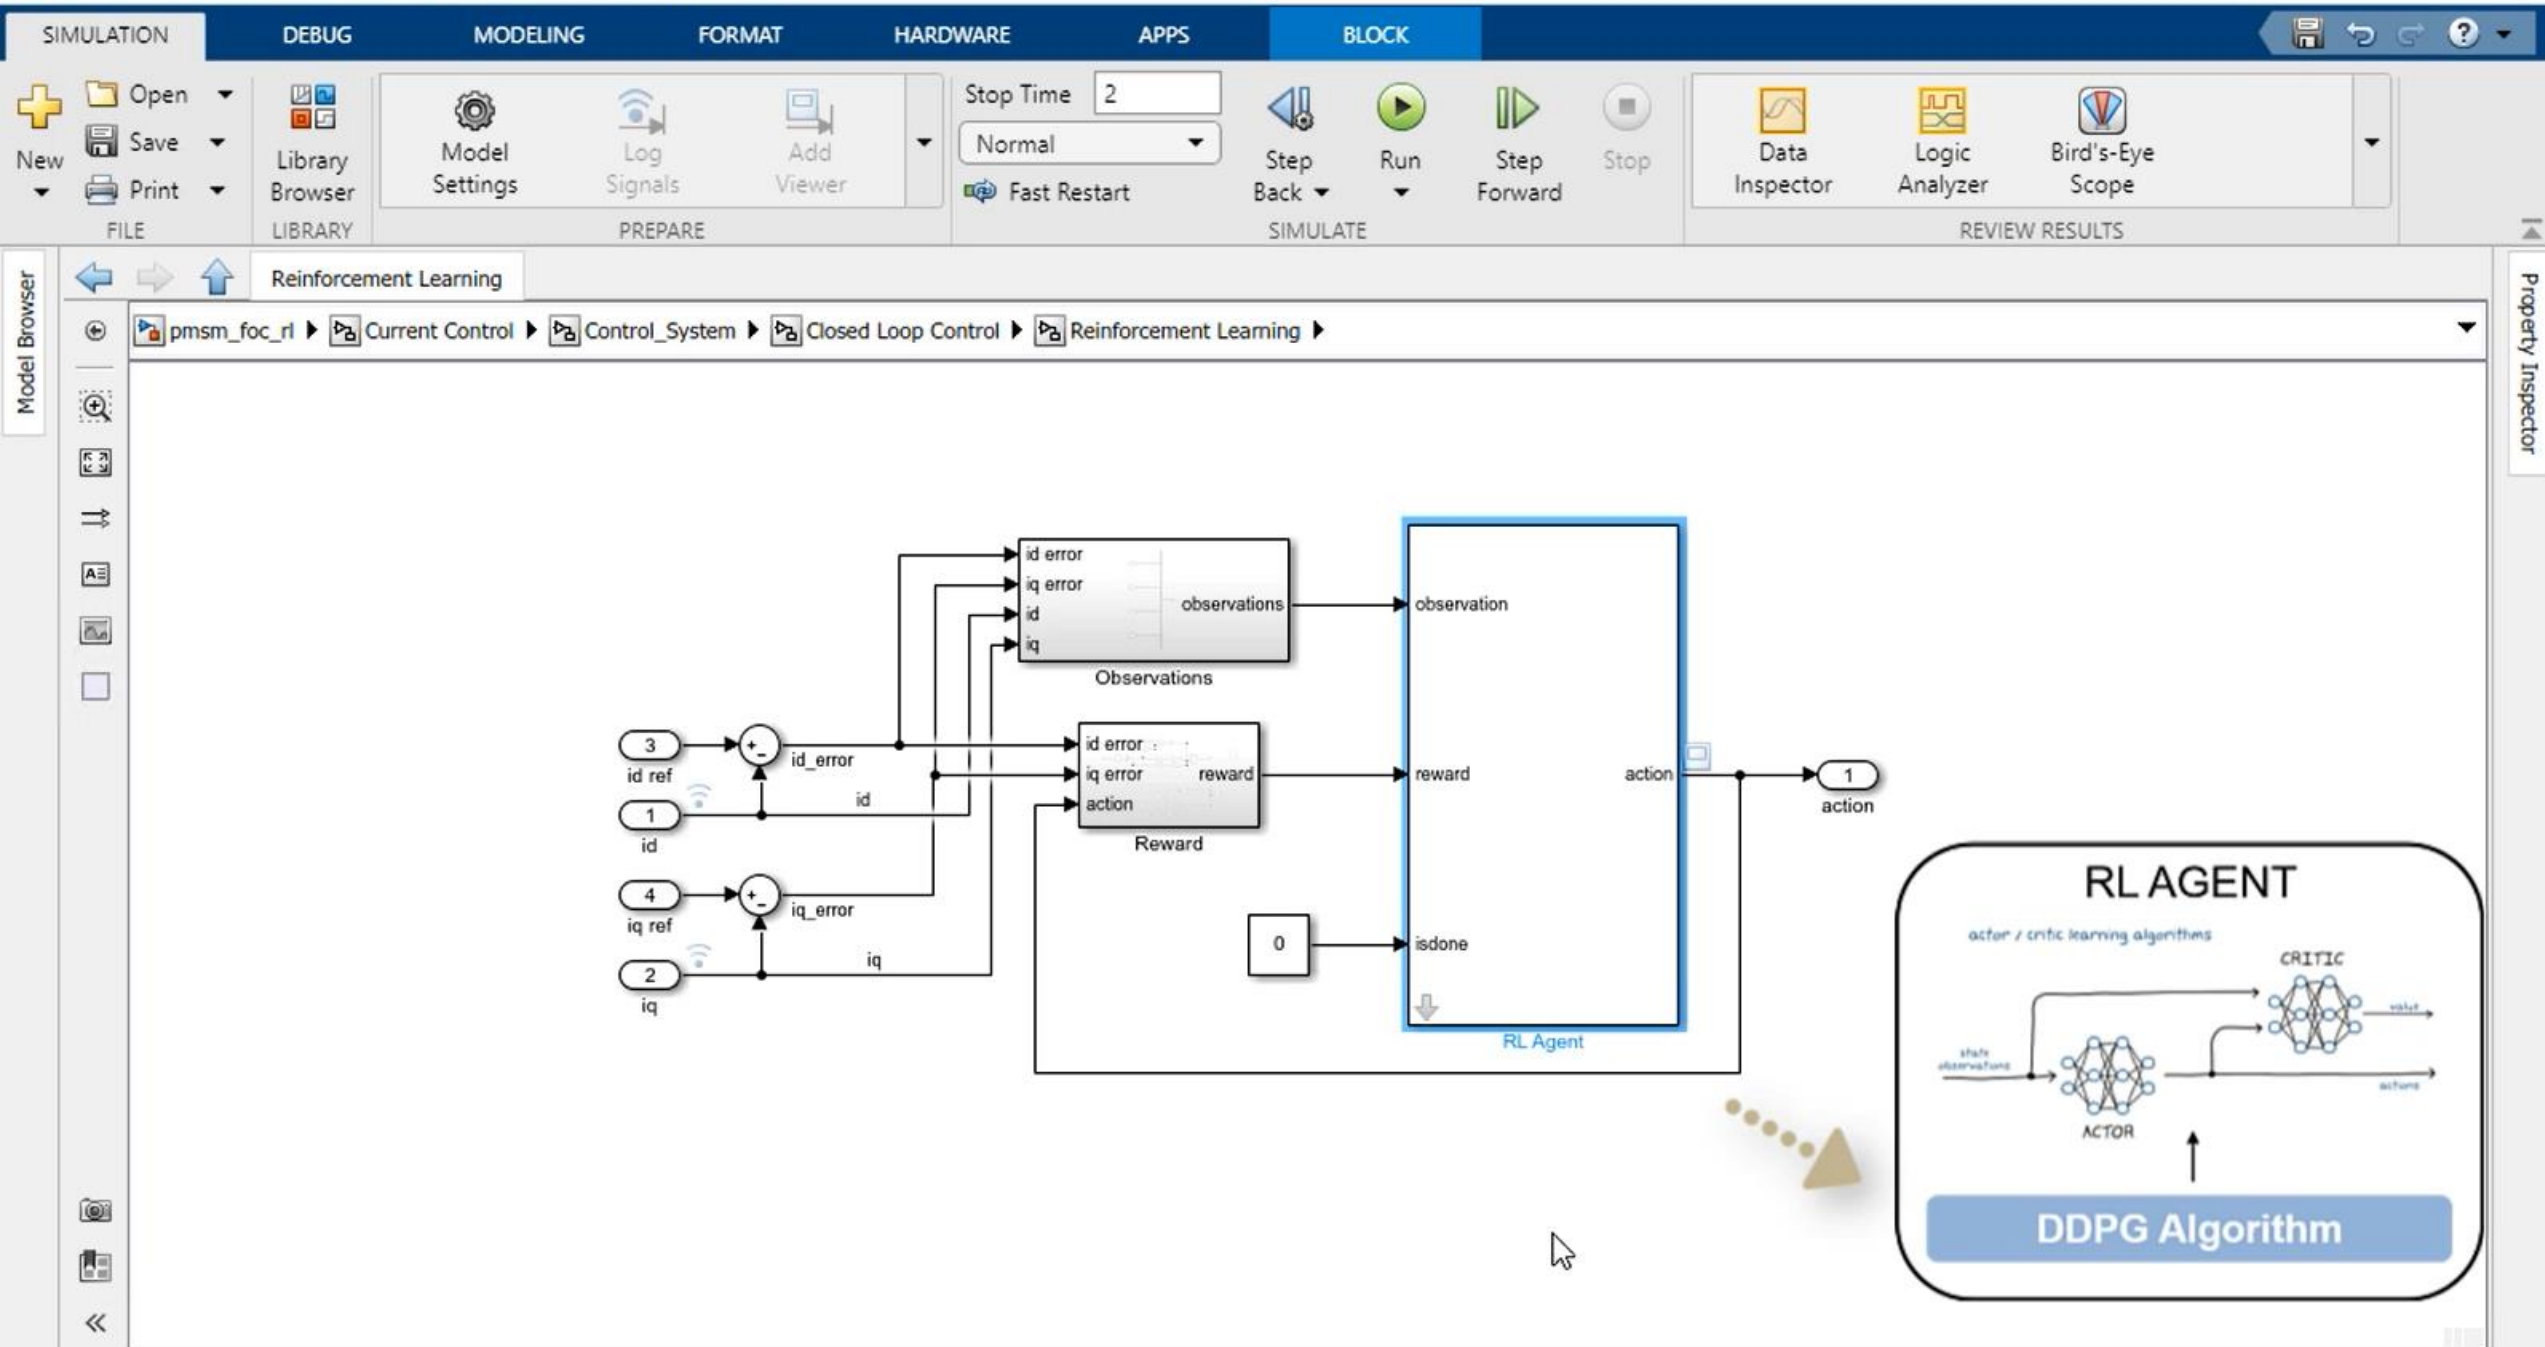 SIMULATION DEBUG MODELING FORMAT HARDWARE APPS BLOCK
New
Open
Save
Print
FILE
Library
Browser
LIBRARY
Model
Settings
Log
Signals
Add
Viewer
PREPARE
Stop Time 2
Normal
Fast Restart
Step
Back
Run
Step
Forward
Stop
SIMULATE
Data
Inspector
Logic
Analyzer
Bird's-Eye
Scope
REVIEW RESULTS
Model Browser
Property Inspector
Reinforcement Learning
pmsm_foc_rl Current Control Control_System Closed Loop Control Reinforcement Learning
id error
iq error
id
iq
observations
Observations
3
id ref
id_error
1
id
id
4
iq ref
iq_error
2
iq
iq
id error
iq error
action
reward
Reward
0
observation
reward
isdone
action
RL Agent
1
action
RL AGENT
actor / critic learning algorithms
CRITIC
value
state
observations
actions
ACTOR
DDPG Algorithm